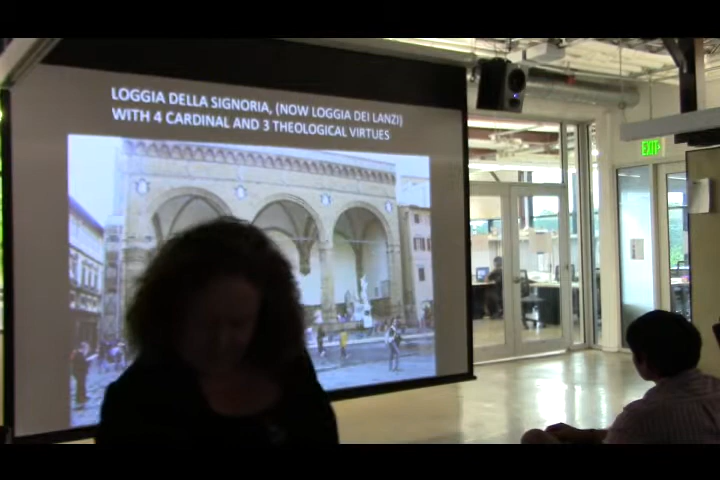 LOGGIA DELLA SIGNORIA, (NOW LOGGIA DEI LANZI)
WITH 4 CARDINAL AND 3 THEOLOGICAL VIRTUES
EXIT